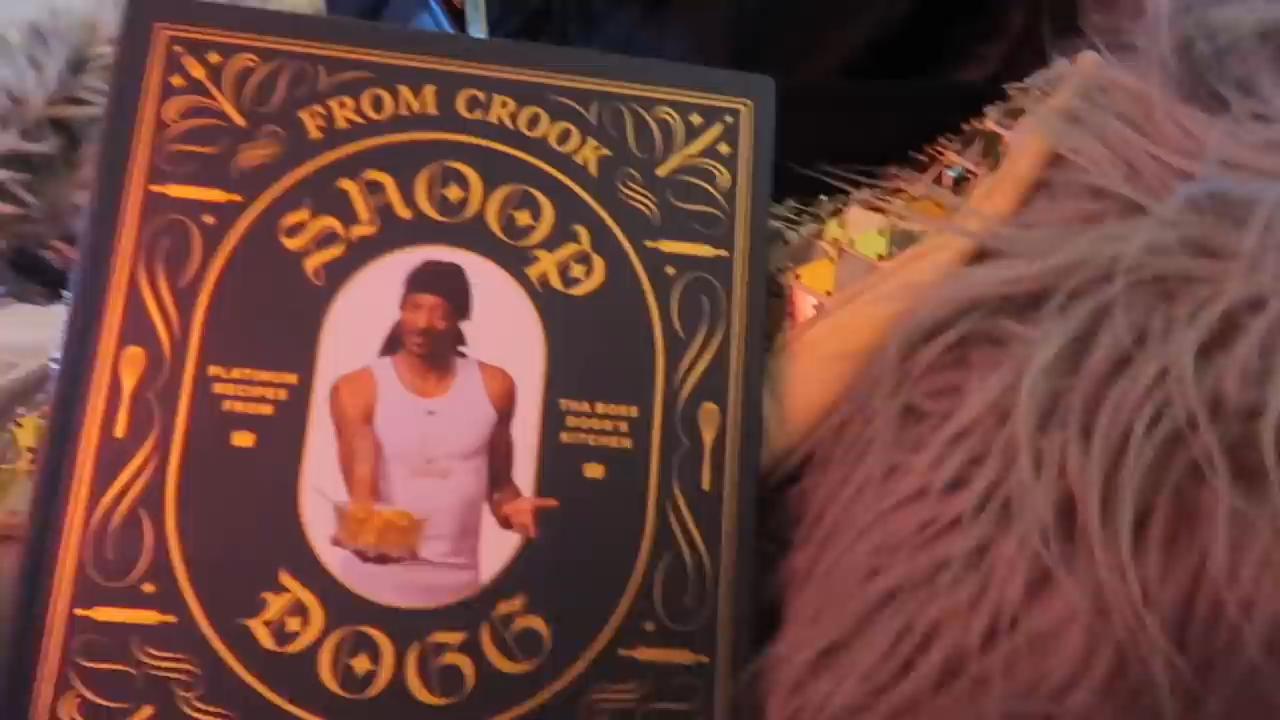 FROM CROOK
SNOOP
PLATINUM
RECIPES
FROM
THA BOSS
DOGG'S
KITCHEN
DOGG